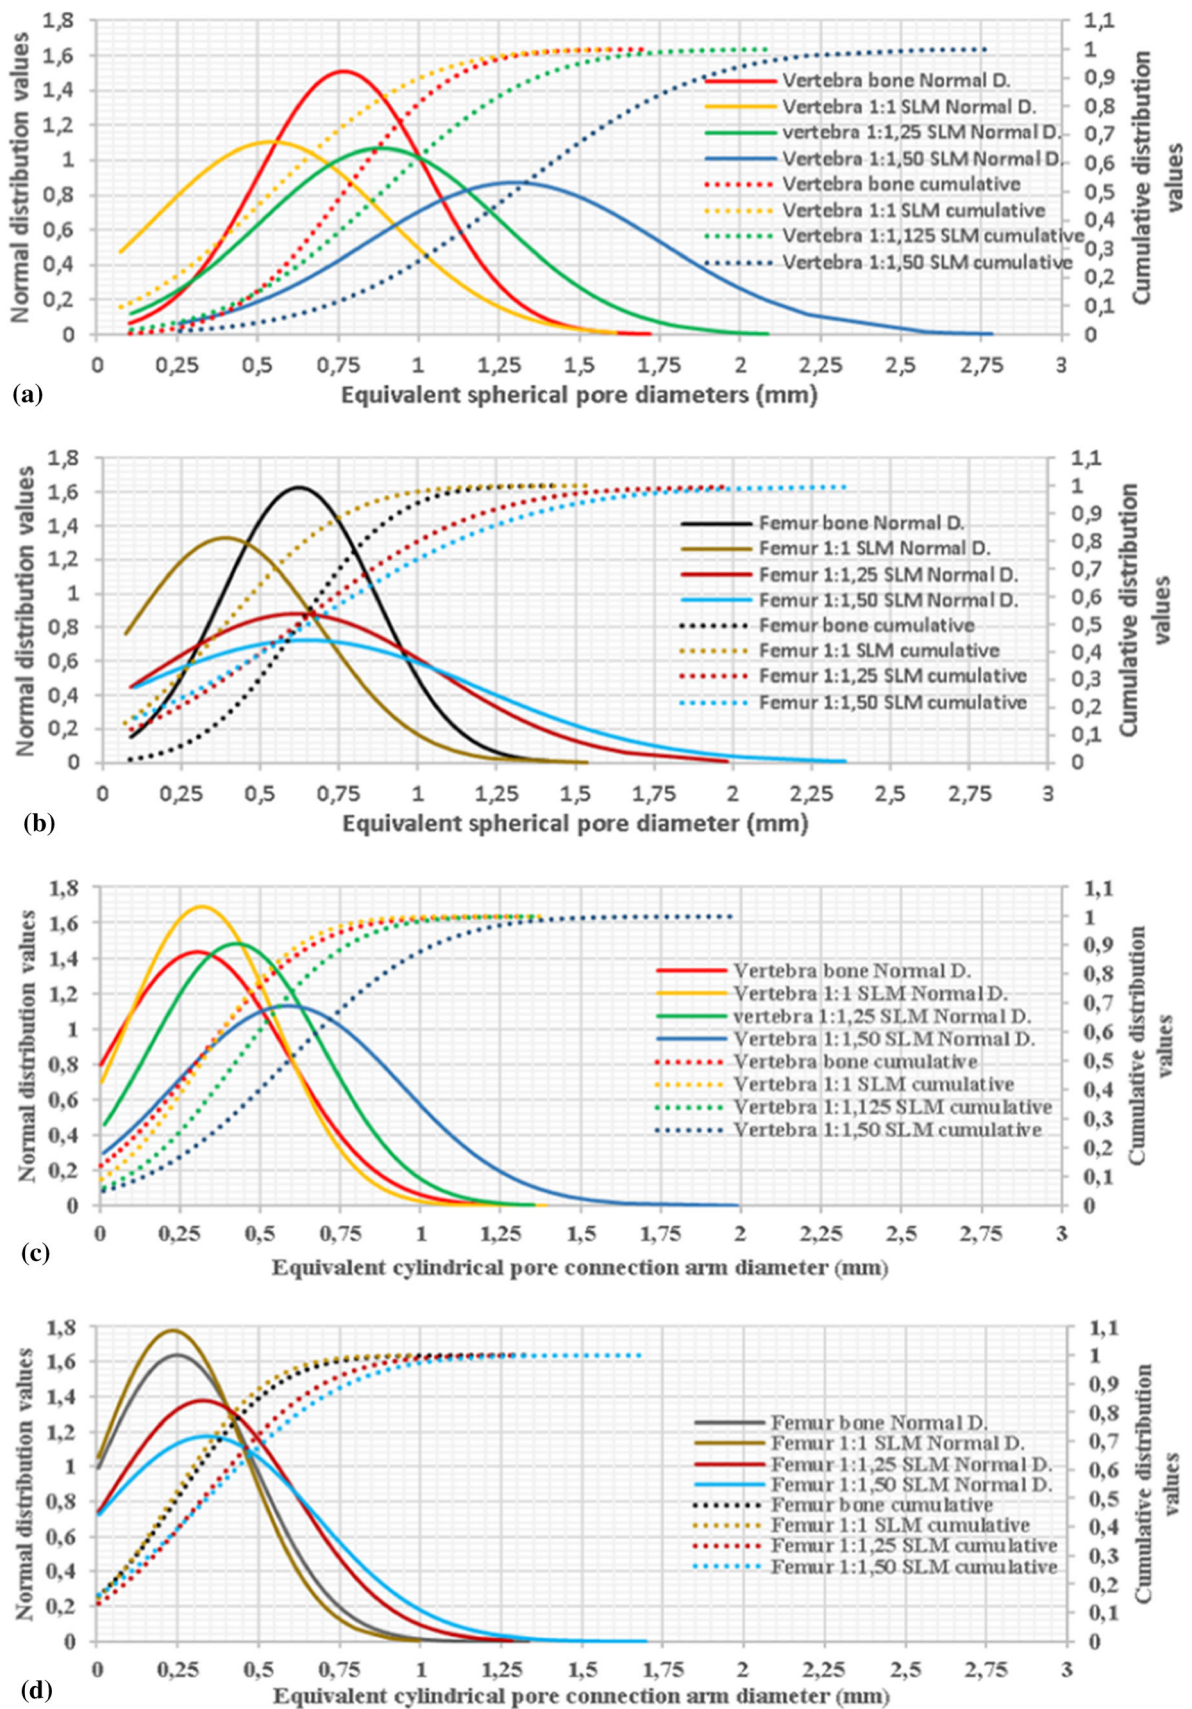 1,8
1,6
1,4
1,2
1
0,8
0,6
0,4
0,2
0
Normal distribution values
1,1
1
0,9
0,8
0,7
0,6
0,5
0,4
0,3
0,2
0,1
0
Cumulative distribution
values
Vertebra bone Normal D.
Vertebra 1:1 SLM Normal D.
vertebra 1:1,25 SLM Normal D.
Vertebra 1:1,50 SLM Normal D.
Vertebra bone cumulative
Vertebra 1:1 SLM cumulative
Vertebra 1:1,125 SLM cumulative
Vertebra 1:1,50 SLM cumulative
0 0,25 0,5 0,75 1 1,25 1,5 1,75 2 2,25 2,5 2,75 3
(a)
Equivalent spherical pore diameters (mm)
1,8
1,6
1,4
1,2
1
0,8
0,6
0,4
0,2
0
Normal distribution values
1,1
1
0,9
0,8
0,7
0,6
0,5
0,4
0,3
0,2
0,1
0
Cumulative distribution
values
Femur bone Normal D.
Femur 1:1 SLM Normal D.
Femur 1:1,25 SLM Normal D.
Femur 1:1,50 SLM Normal D.
Femur bone cumulative
Femur 1:1 SLM cumulative
Femur 1:1,25 SLM cumulative
Femur 1:1,50 SLM cumulative
0 0,25 0,5 0,75 1 1,25 1,5 1,75 2 2,25 2,5 2,75 3
(b)
Equivalent spherical pore diameter (mm)
1,8
1,6
1,4
1,2
1
0,8
0,6
0,4
0,2
0
Normal distribution values
1,1
1
0,9
0,8
0,7
0,6
0,5
0,4
0,3
0,2
0,1
0
Cumulative distribution
values
Vertebra bone Normal D.
Vertebra 1:1 SLM Normal D.
vertebra 1:1,25 SLM Normal D.
Vertebra 1:1,50 SLM Normal D.
Vertebra bone cumulative
Vertebra 1:1 SLM cumulative
Vertebra 1:1,125 SLM cumulative
Vertebra 1:1,50 SLM cumulative
0 0,25 0,5 0,75 1 1,25 1,5 1,75 2 2,25 2,5 2,75 3
(c)
Equivalent cylindrical pore connection arm diameter (mm)
1,8
1,6
1,4
1,2
1
0,8
0,6
0,4
0,2
0
Normal distribution values
1,1
1
0,9
0,8
0,7
0,6
0,5
0,4
0,3
0,2
0,1
0
Cumulative distribution
values
Femur bone Normal D.
Femur 1:1 SLM Normal D.
Femur 1:1,25 SLM Normal D.
Femur 1:1,50 SLM Normal D.
Femur bone cumulative
Femur 1:1 SLM cumulative
Femur 1:1,25 SLM cumulative
Femur 1:1,50 SLM cumulative
0 0,25 0,5 0,75 1 1,25 1,5 1,75 2 2,25 2,5 2,75 3
(d)
Equivalent cylindrical pore connection arm diameter (mm)